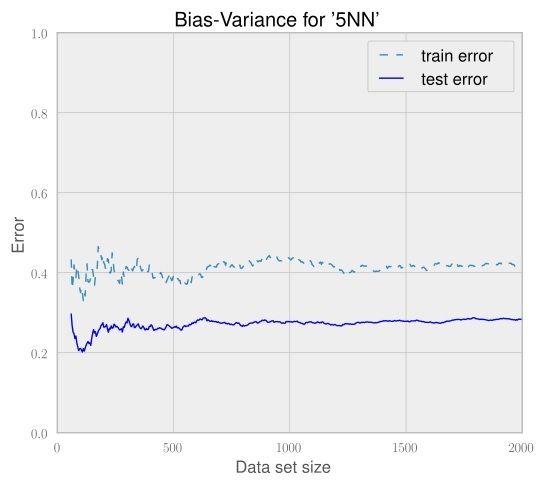 Bias-Variance for '5NN'
1.0
train error
test error
0.8
0.6
Error
0.4
0.2
0.0
0 500 1000 1500 2000
Data set size